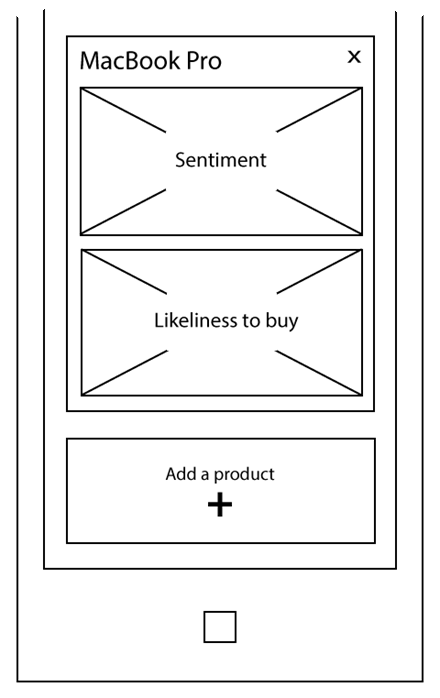 MacBook Pro x
Sentiment
Likeliness to buy
Add a product
+